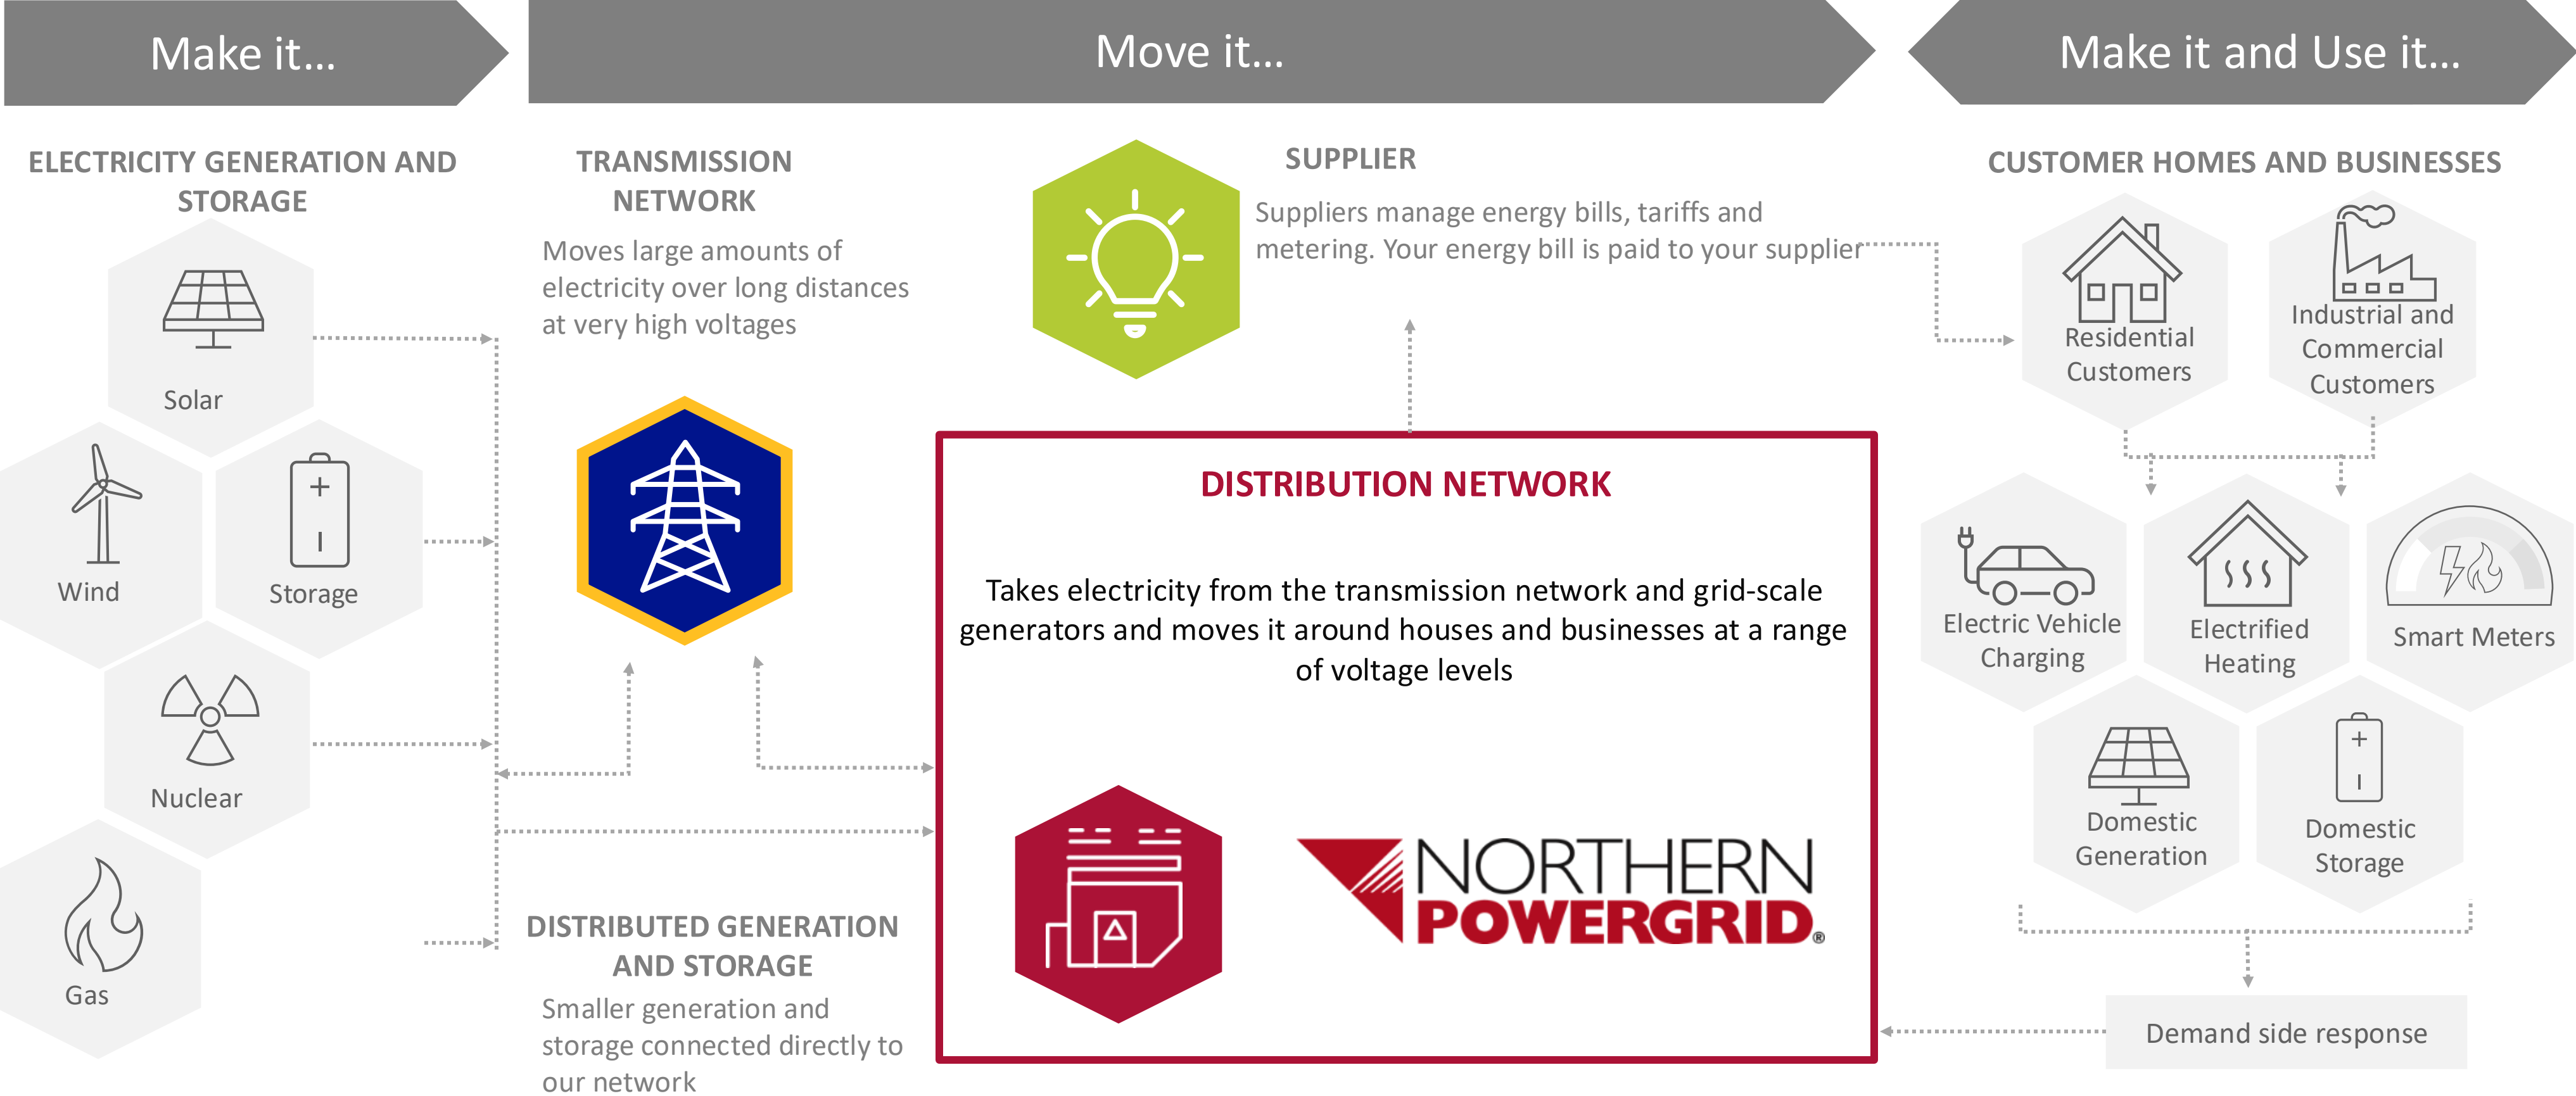 Make it...
Move it...
Make it and Use it...
ELECTRICITY GENERATION AND
STORAGE
Solar
Wind
Storage
Nuclear
Gas
TRANSMISSION
NETWORK
Moves large amounts of
electricity over long distances
at very high voltages
DISTRIBUTED GENERATION
AND STORAGE
Smaller generation and
storage connected directly to
our network
SUPPLIER
Suppliers manage energy bills, tariffs and
metering. Your energy bill is paid to your supplier
DISTRIBUTION NETWORK
Takes electricity from the transmission network and grid-scale
generators and moves it around houses and businesses at a range
of voltage levels
NORTHERN
POWERGRID®
CUSTOMER HOMES AND BUSINESSES
Residential
Customers
Industrial and
Commercial
Customers
Electric Vehicle
Charging
Electrified
Heating
Smart Meters
Domestic
Generation
Domestic
Storage
Demand side response